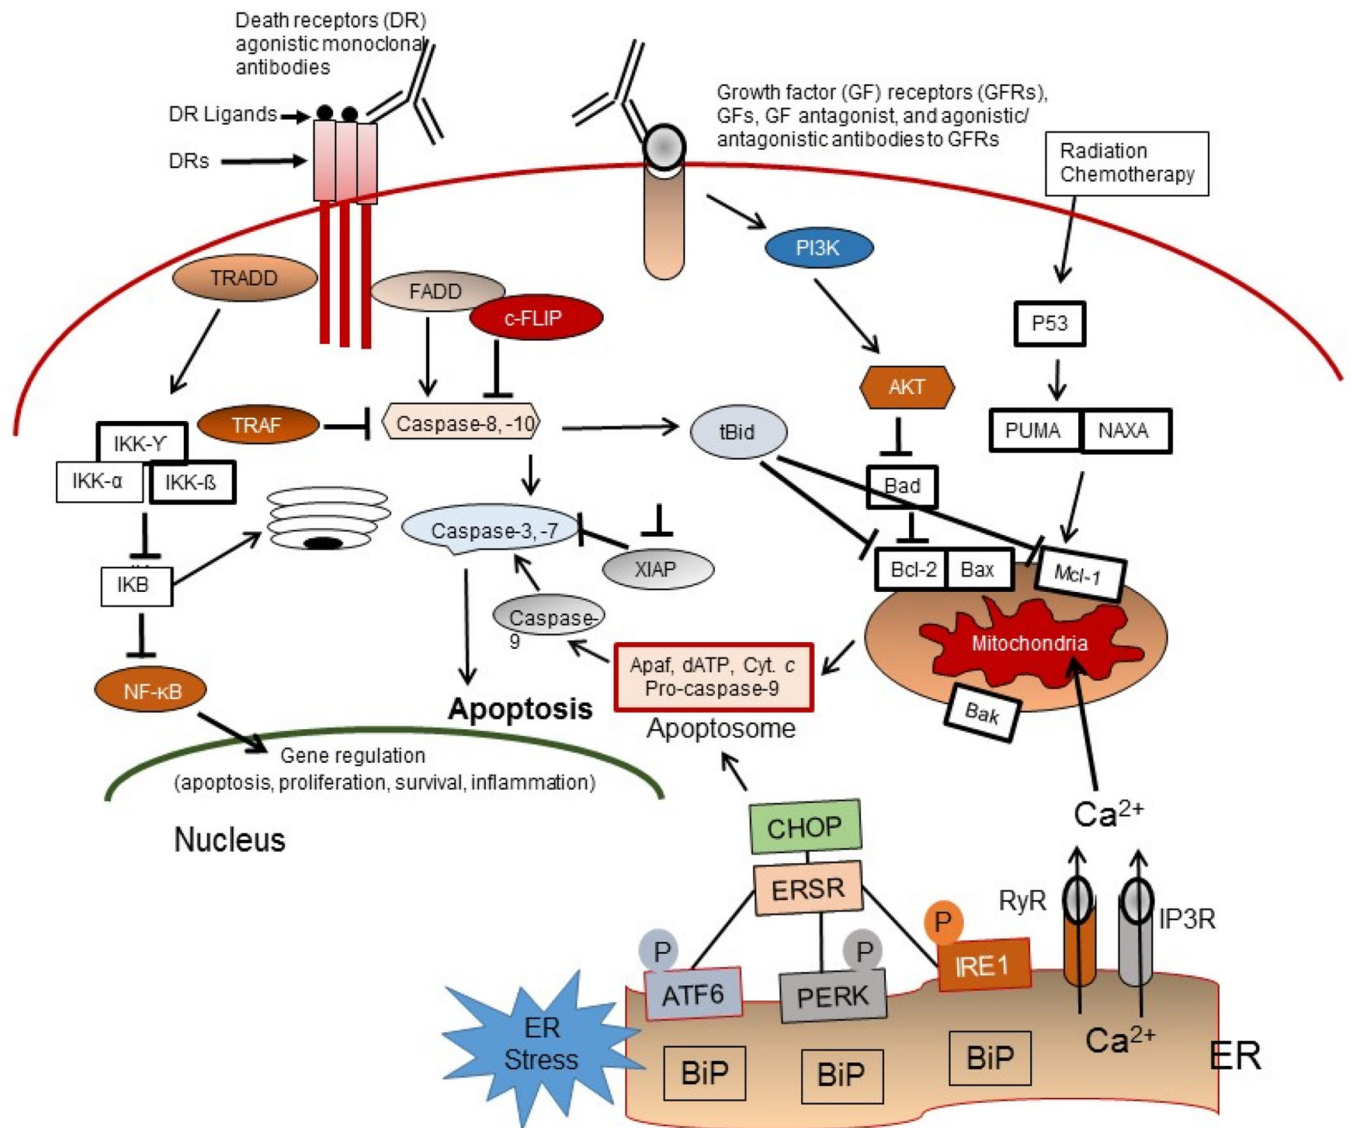 Death receptors (DR)
agonistic monoclonal
antibodies
DR Ligands
DRs
Growth factor (GF) receptors (GFRs),
GFs, GF antagonist, and agonistic/
antagonistic antibodies to GFRs
Radiation
Chemotherapy
PI3K
TRADD
FADD
c-FLIP
P53
AKT
TRAF
Caspase-8, -10
tBid
PUMA
NAXA
IKK-ϒ
IKK-α
IKK-ß
Bad
Caspase-3, -7
XIAP
Bcl-2
Bax
Mcl-1
IKB
Caspase-
9
Mitochondria
Apaf, dATP, Cyt. c
Pro-caspase-9
NF-κB
Apoptosis
Apoptosome
Bak
Gene regulation
(apoptosis, proliferation, survival, inflammation)
Nucleus
CHOP
Ca²⁺
ERSR
RyR
IP3R
P
P
P
IRE1
ATF6
PERK
ER
Stress
Ca²⁺
ER
BiP
BiP
BiP